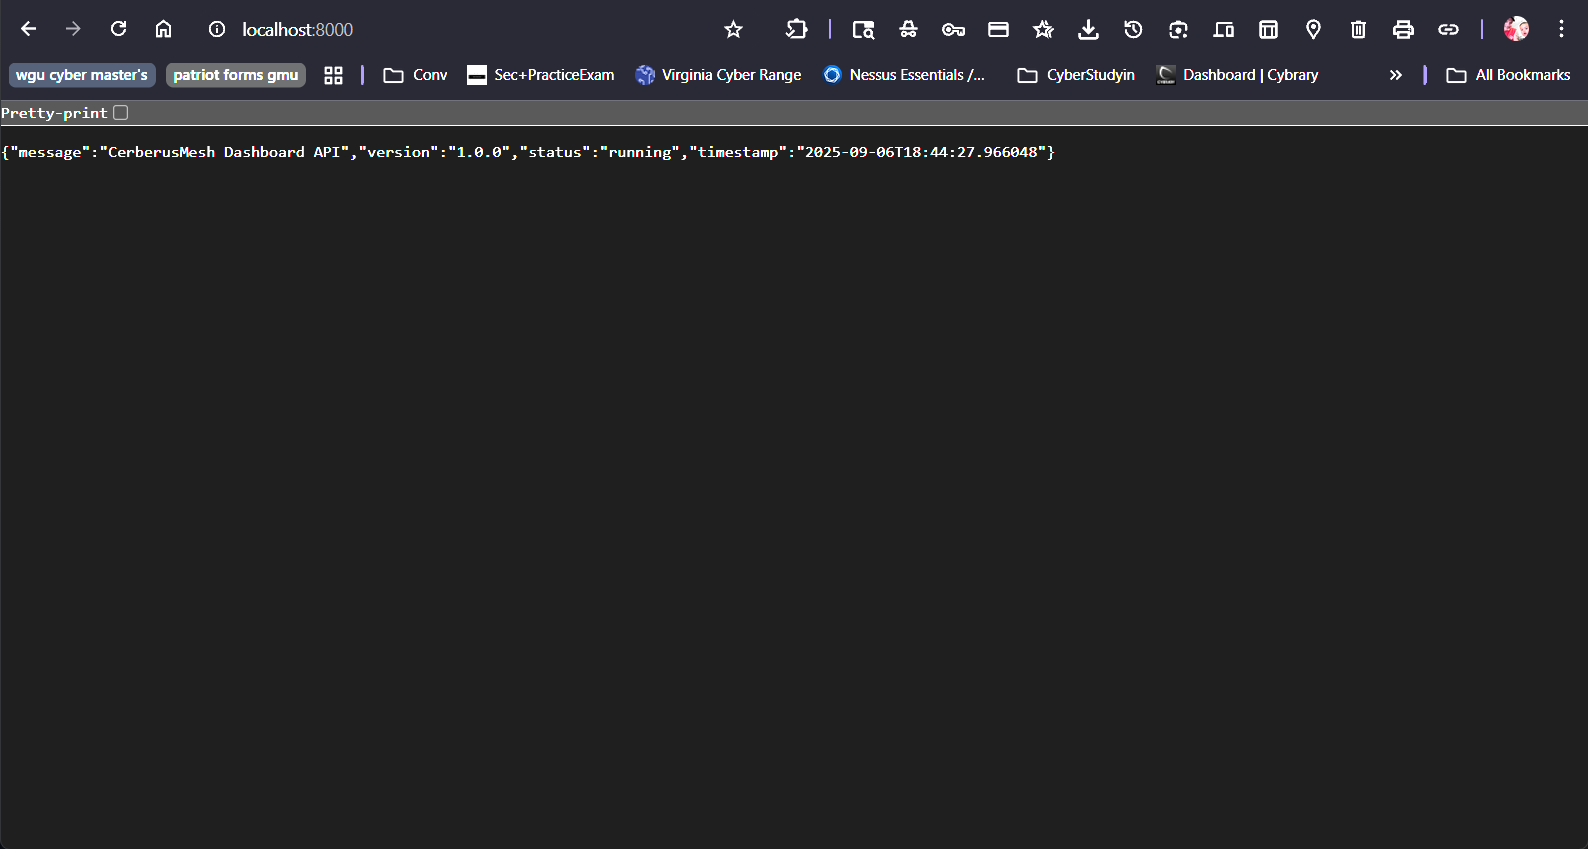 localhost:8000
wgu cyber master's patriot forms gmu Conv Sec+PracticeExam Virginia Cyber Range Nessus Essentials /... CyberStudyin Dashboard | Cybrary » All Bookmarks
Pretty-print
{"message":"CerberusMesh Dashboard API","version":"1.0.0","status":"running","timestamp":"2025-09-06T18:44:27.966048"}